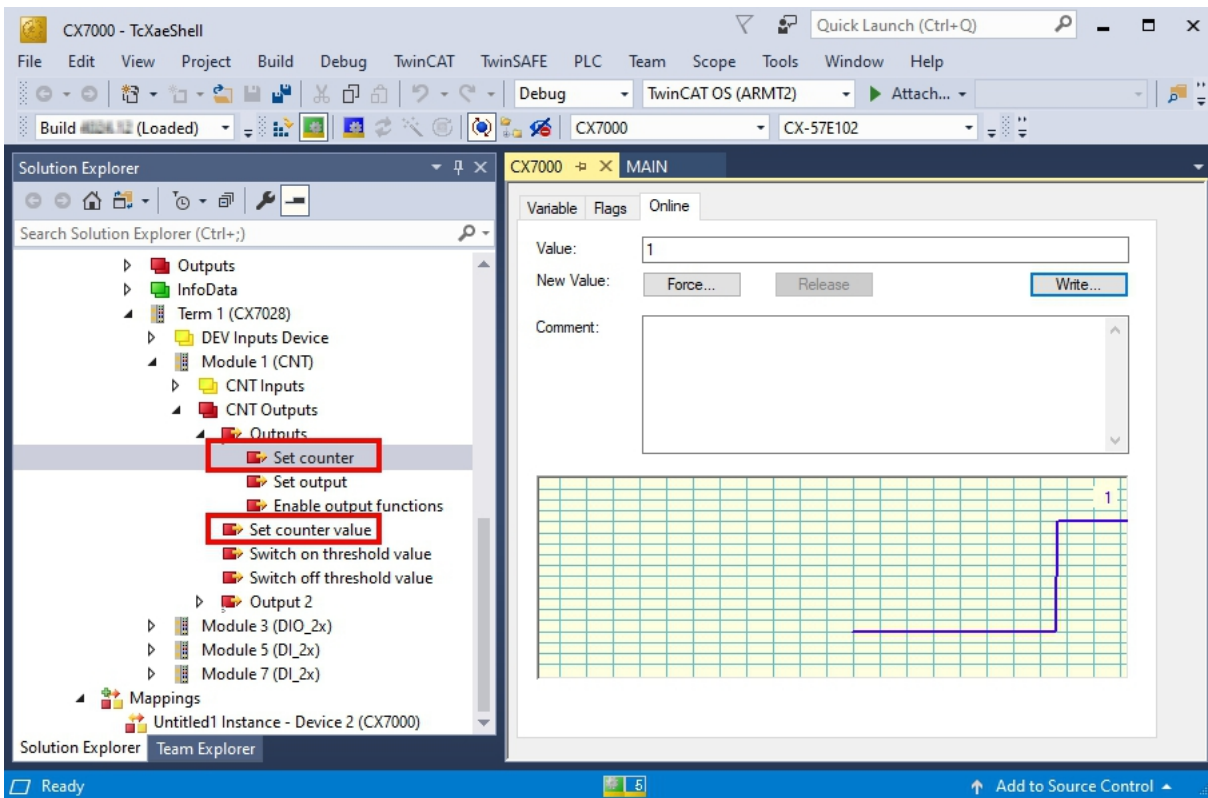 CX7000 - TcXaeShell
Quick Launch (Ctrl+Q)
File Edit View Project Build Debug TwinCAT TwinSAFE PLC Team Scope Tools Window Help
Debug TwinCAT OS (ARMT2) Attach...
Build (Loaded) CX7000 CX-57E102
Solution Explorer
Search Solution Explorer (Ctrl+;)
Outputs
InfoData
Term 1 (CX7028)
DEV Inputs Device
Module 1 (CNT)
CNT Inputs
CNT Outputs
Outputs
Set counter
Set output
Enable output functions
Set counter value
Switch on threshold value
Switch off threshold value
Output 2
Module 3 (DIO_2x)
Module 5 (DI_2x)
Module 7 (DI_2x)
Mappings
Untitled1 Instance - Device 2 (CX7000)
Solution Explorer Team Explorer
CX7000 MAIN
Variable Flags Online
Value: 1
New Value: Force... Release Write...
Comment:
1
Ready 5 Add to Source Control